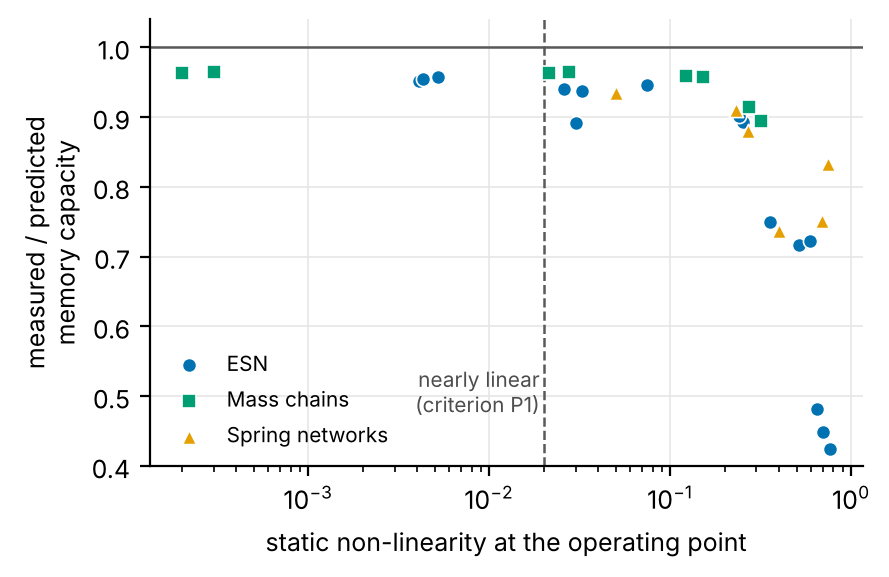 measured / predicted
memory capacity
1.0
0.9
0.8
0.7
0.6
0.5
0.4
ESN
Mass chains
Spring networks
nearly linear
(criterion P1)
10⁻³
10⁻²
10⁻¹
10⁰
static non-linearity at the operating point